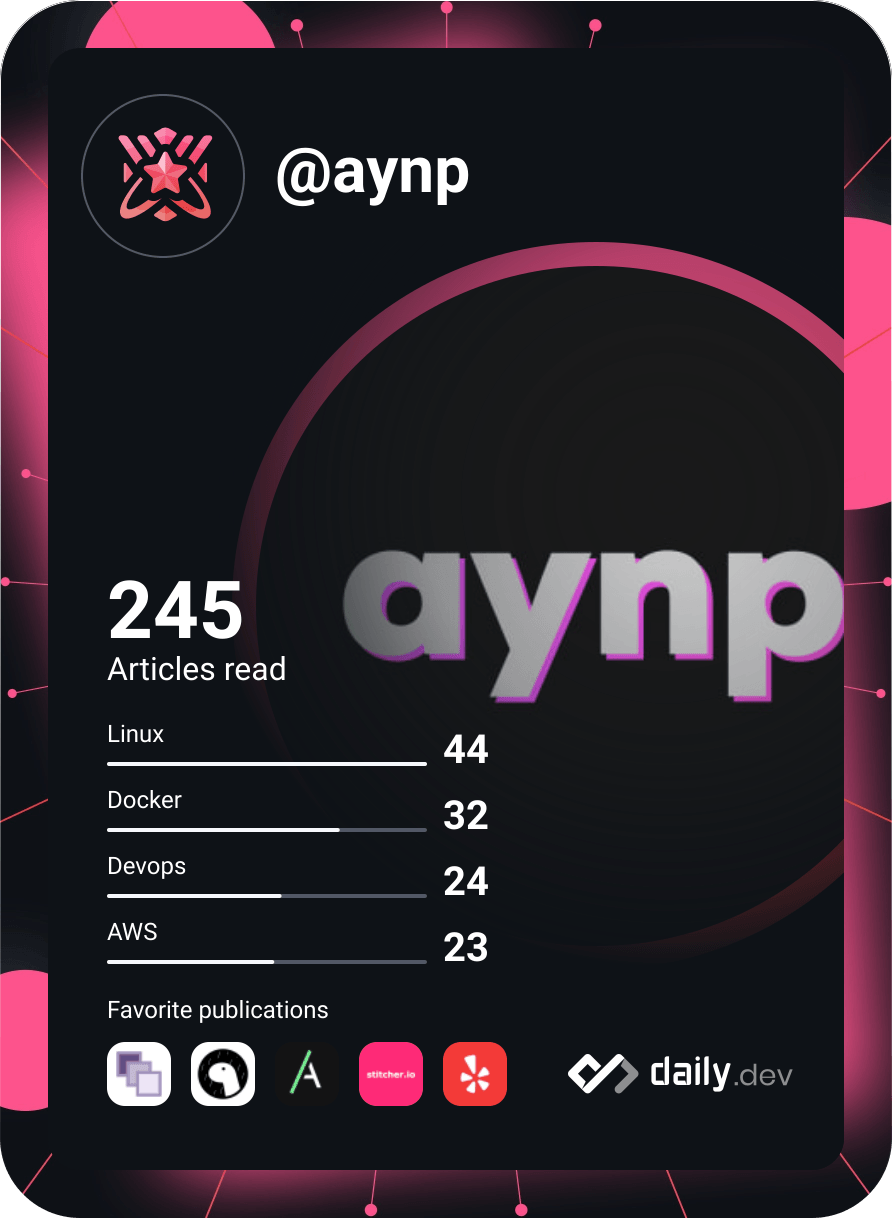 @aynp
aynp
245
Articles read
Linux
44
Docker
32
Devops
24
AWS
23
Favorite publications
stitcher.io
daily.dev